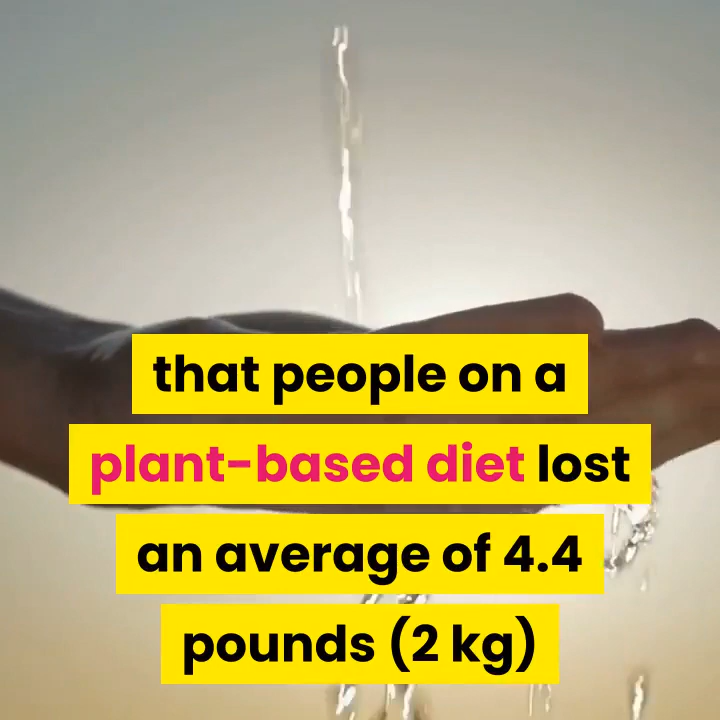 that people on a
plant-based diet lost
an average of 4.4
pounds (2 kg)